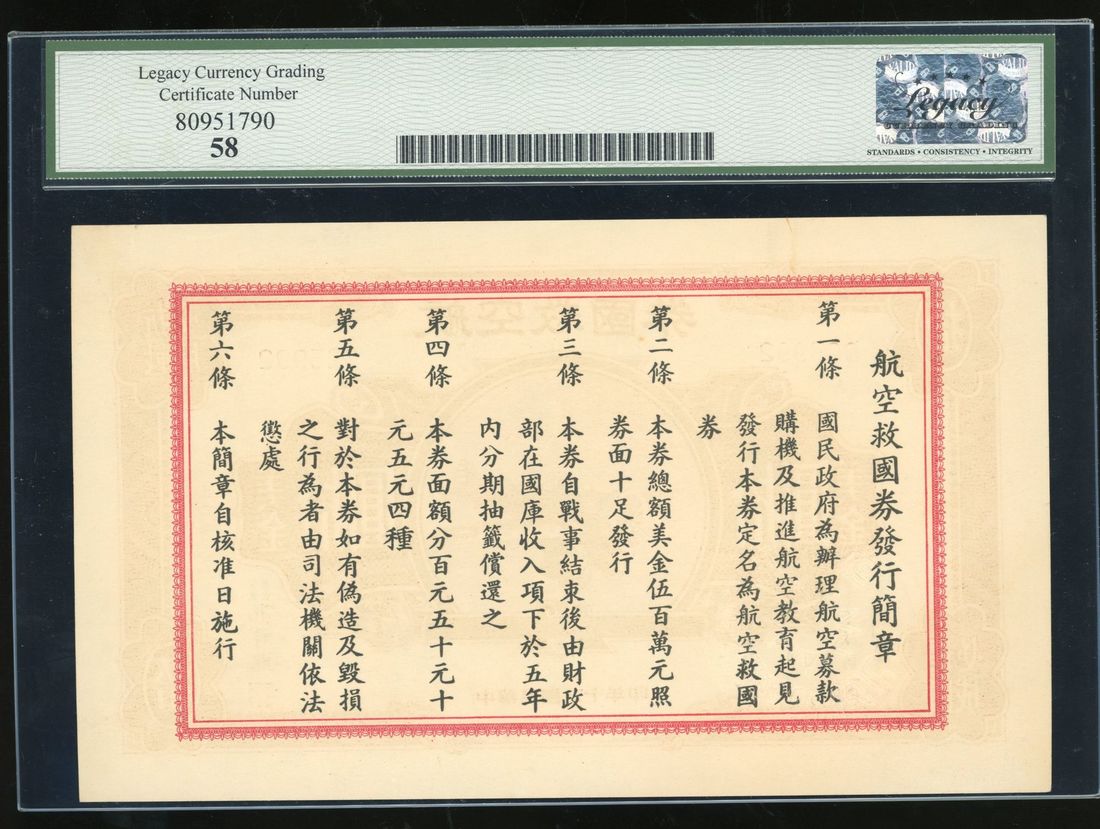 Legacy Currency Grading
Certificate Number
80951790
58
Legacy
CURRENCY GRADING
STANDARDS • CONSISTENCY • INTEGRITY
航空救國券發行簡章
第一條 國民政府為辦理航空募款
購機及推進航空教育起見
發行本券定名為航空救國
券
第二條 本券總額美金伍百萬元照
券面十足發行
第三條 本券自戰事結束後由財政
部在國庫收入項下於五年
內分期抽籤償還之
第四條 本券面額分百元五十元十
元五元四種
第五條 對於本券如有偽造及毀損
之行為者由司法機關依法
懲處
第六條 本簡章自核准日施行